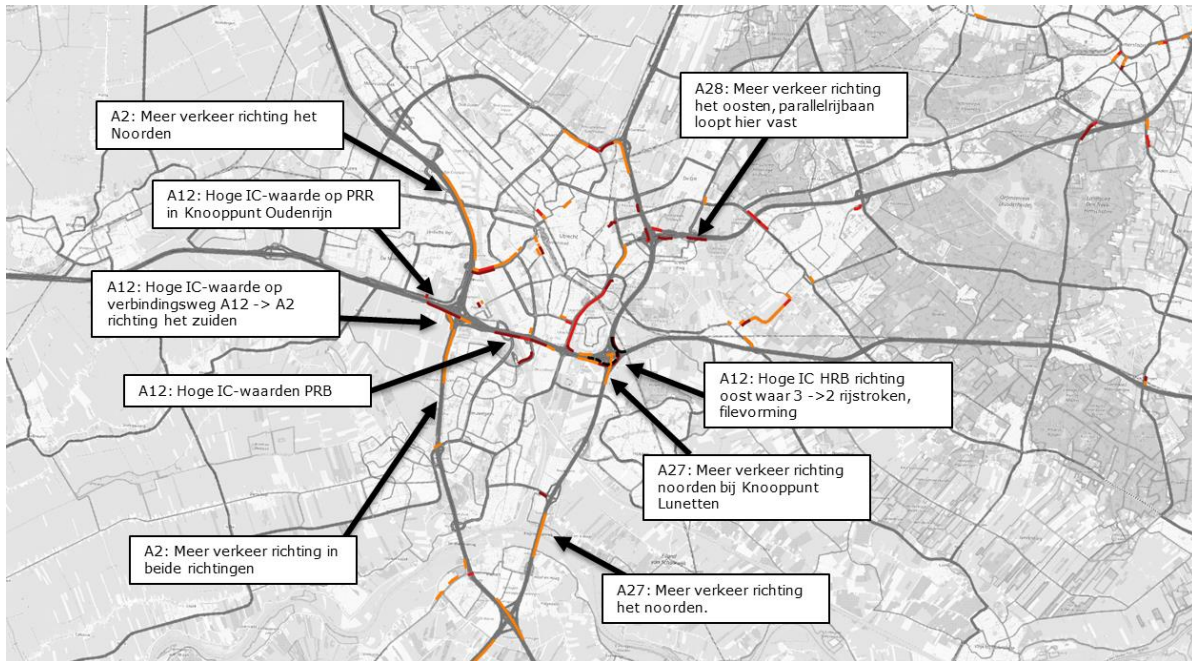 A2: Meer verkeer richting het
Noorden
A12: Hoge IC-waarde op PRR
in Knooppunt Oudenrijn
A12: Hoge IC-waarde op
verbindingsweg A12 -> A2
richting het zuiden
A12: Hoge IC-waarden PRB
A2: Meer verkeer richting in
beide richtingen
A28: Meer verkeer richting
het oosten, parallelrijbaan
loopt hier vast
A12: Hoge IC HRB richting
oost waar 3 ->2 rijstroken,
filevorming
A27: Meer verkeer richting
noorden bij Knooppunt
Lunetten
A27: Meer verkeer richting
het noorden.